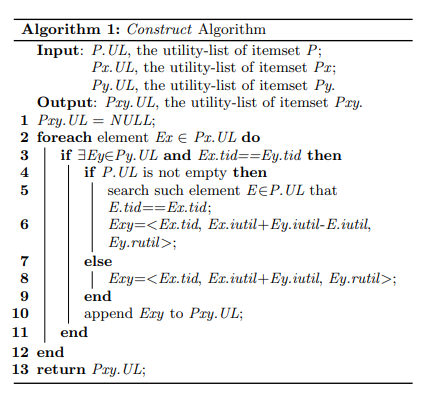 Algorithm 1: Construct Algorithm
Input: P.UL, the utility-list of itemset P;
Px.UL, the utility-list of itemset Px;
Py.UL, the utility-list of itemset Py.
Output: Pxy.UL, the utility-list of itemset Pxy.
1 Pxy.UL = NULL;
2 foreach element Ex ∈ Px.UL do
3 if ∃Ey∈Py.UL and Ex.tid==Ey.tid then
4 if P.UL is not empty then
5 search such element E∈P.UL that
E.tid==Ex.tid;
6 Exy=<Ex.tid, Ex.iutil+Ey.iutil-E.iutil,
Ey.rutil>;
7 else
8 Exy=<Ex.tid, Ex.iutil+Ey.iutil, Ey.rutil>;
9 end
10 append Exy to Pxy.UL;
11 end
12 end
13 return Pxy.UL;